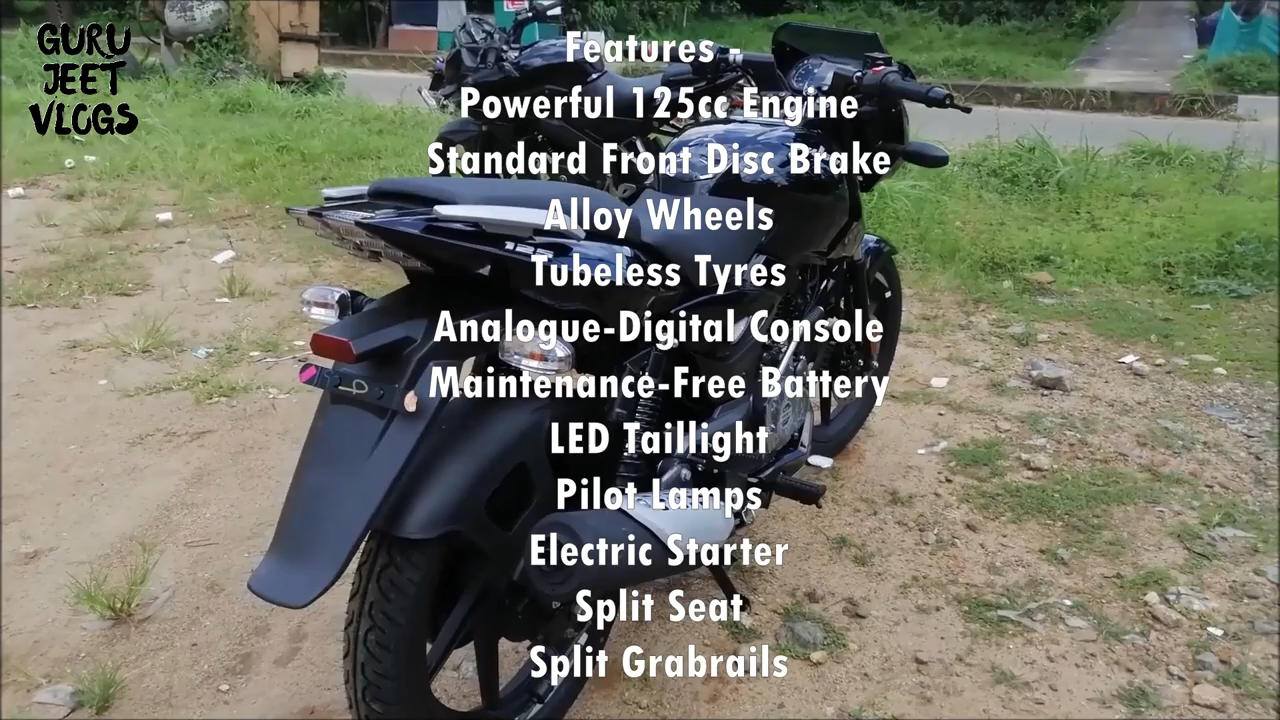 GURU
JEET
VLOGS
Features -
Powerful 125cc Engine
Standard Front Disc Brake
Alloy Wheels
125
Tubeless Tyres
Analogue-Digital Console
Maintenance-Free Battery
LED Taillight
Pilot Lamps
Electric Starter
Split Seat
Split Grabrails